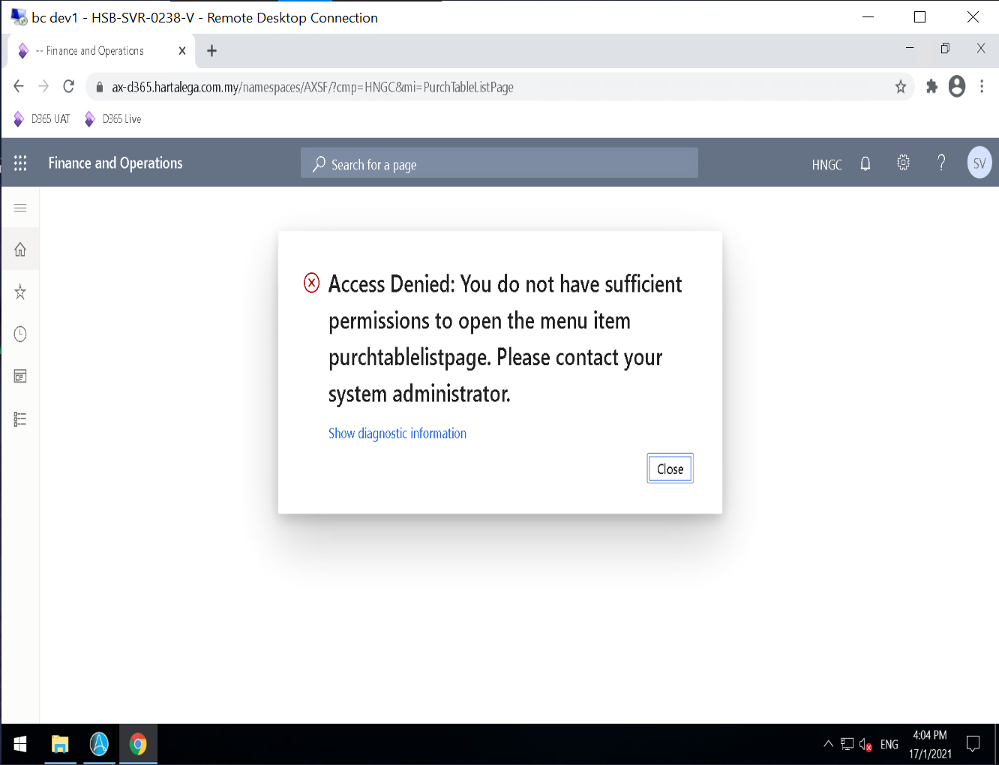 bc dev1 - HSB-SVR-0238-V - Remote Desktop Connection
-- Finance and Operations
ax-d365.hartalega.com.my/namespaces/AXSF/?cmp=HNGC&mi=PurchTableListPage
D365 UAT D365 Live
Finance and Operations
Search for a page
HNGC
SV
Access Denied: You do not have sufficient
permissions to open the menu item
purchtablelistpage. Please contact your
system administrator.
Show diagnostic information
Close
ENG
4:04 PM
17/1/2021